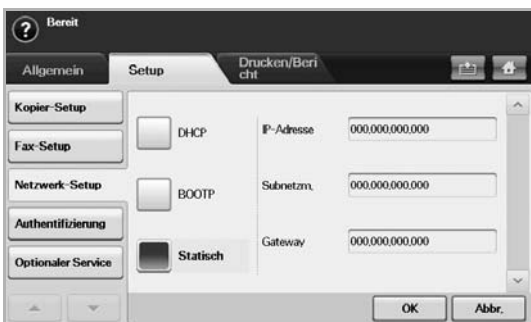 Bereit
Allgemein
Setup
Drucken/Beri
cht
Kopier-Setup
Fax-Setup
Netzwerk-Setup
Authentifizierung
Optionaler Service
DHCP
BOOTP
Statisch
IP-Adresse 000,000,000,000
Subnetzm, 000,000,000,000
Gateway 000,000,000,000
OK
Abbr,